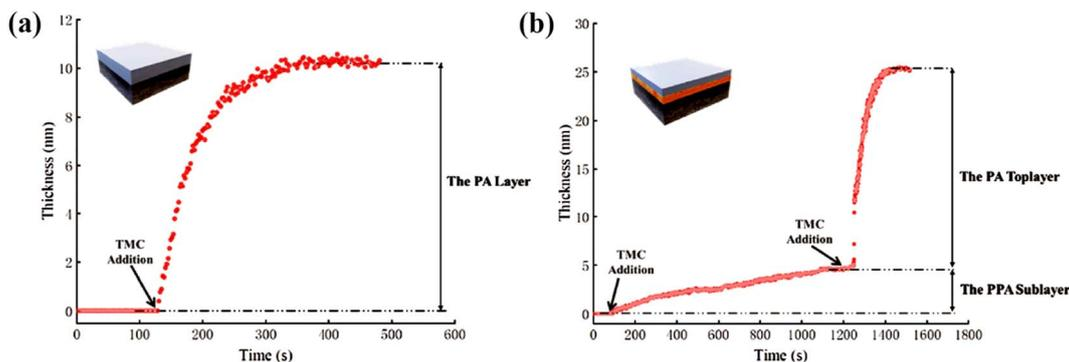 (a)
12
10
8
6
4
2
0
Thickness (nm)
TMC
Addition
The PA Layer
0
100
200
300
400
500
600
Time (s)
(b)
30
25
20
15
10
5
0
Thickness (nm)
TMC
Addition
TMC
Addition
The PA Toplayer
The PPA Sublayer
0
200
400
600
800
1000
1200
1400
1600
1800
Time (s)